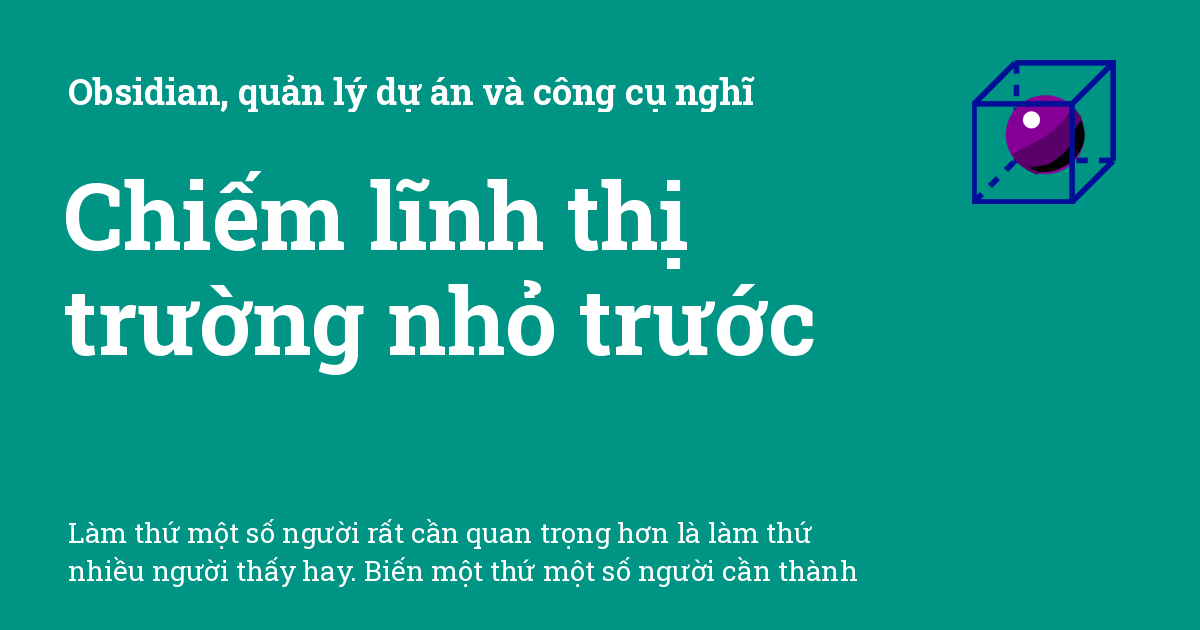 Obsidian, quản lý dự án và công cụ nghĩ
Chiếm lĩnh thị
trường nhỏ trước
Làm thứ một số người rất cần quan trọng hơn là làm thứ
nhiều người thấy hay. Biến một thứ một số người cần thành